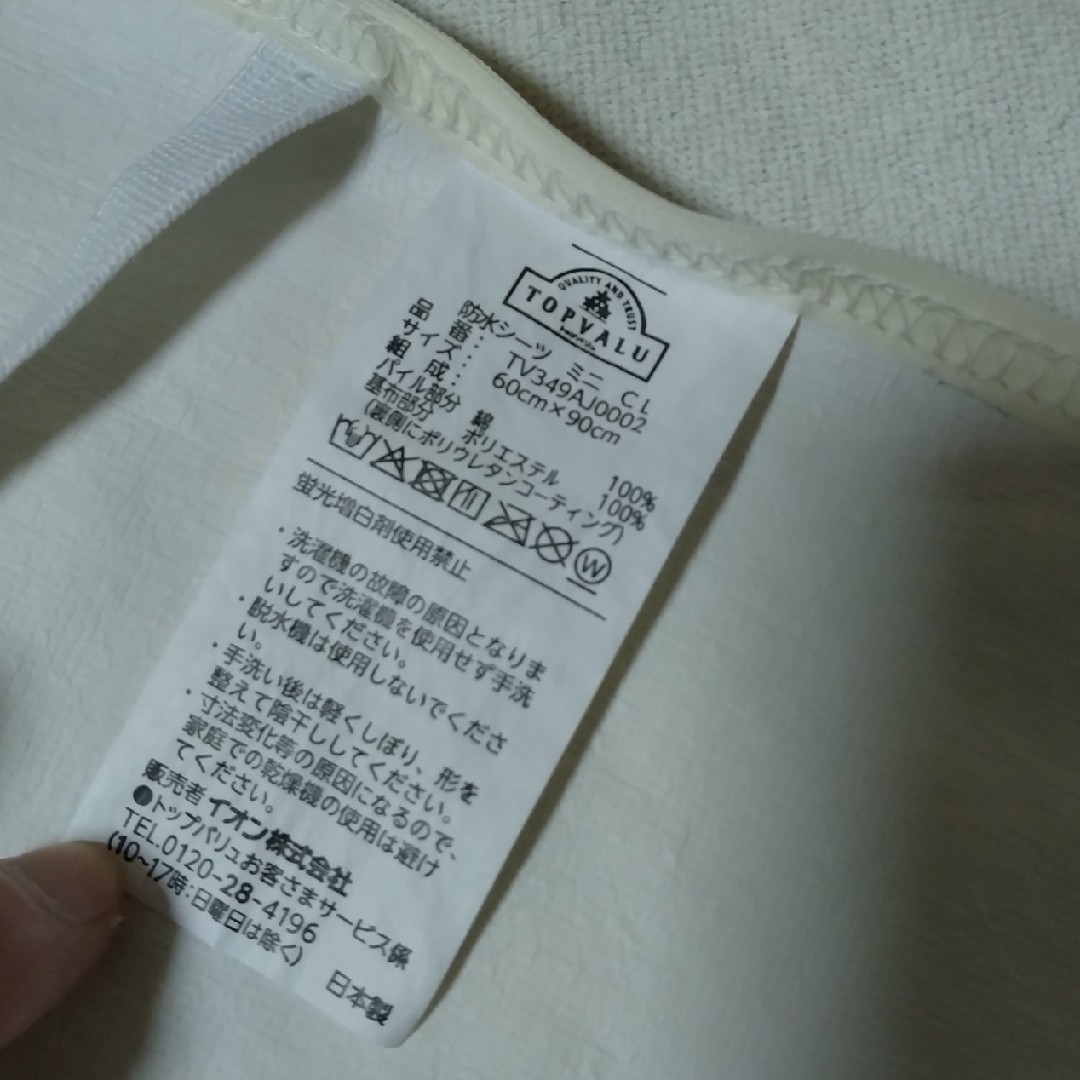 QUALITY AND TRUST
TOPVALU
防水シーツ ミニ CL
品 番: TV349AJ0002
サイズ: 60cm×90cm
組 成:
パイル部分 綿 100%
基布部分 ポリエステル 100%
(裏側にポリウレタンコーティング)
W
蛍光増白剤使用禁止
・洗濯機の故障の原因となりま
すので洗濯機を使用せず手洗
いしてください。
・脱水機は使用しないでくださ
い。
・手洗い後は軽くしぼり、形を
整えて陰干ししてください。
・寸法変化等の原因になるので、
家庭での乾燥機の使用は避け
てください。
販売者 イオン株式会社
●トップバリュお客さまサービス係
TEL.0120-28-4196
(10~17時:日曜日は除く)
日本製